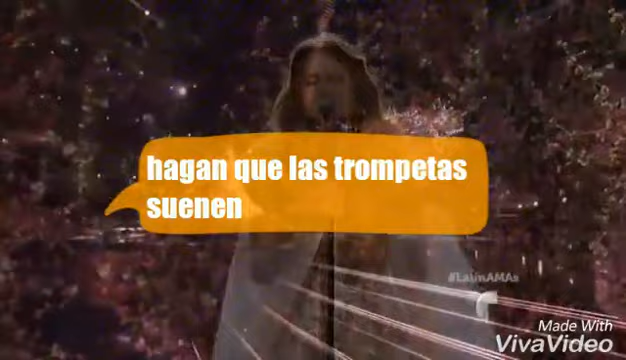 hagan que las trompetas
suenen
#LatinAMAs
Made With
VivaVideo